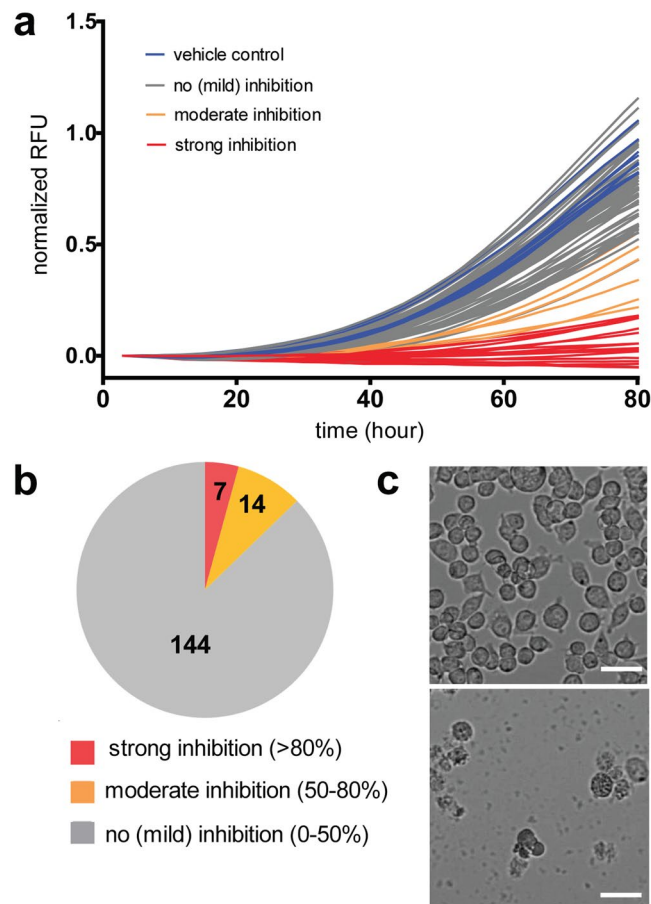 a
1.5
1.0
0.5
0.0
normalized RFU
vehicle control
no (mild) inhibition
moderate inhibition
strong inhibition
20
40
60
80
0
time (hour)
b
7
14
144
strong inhibition (>80%)
moderate inhibition (50-80%)
no (mild) inhibition (0-50%)
c